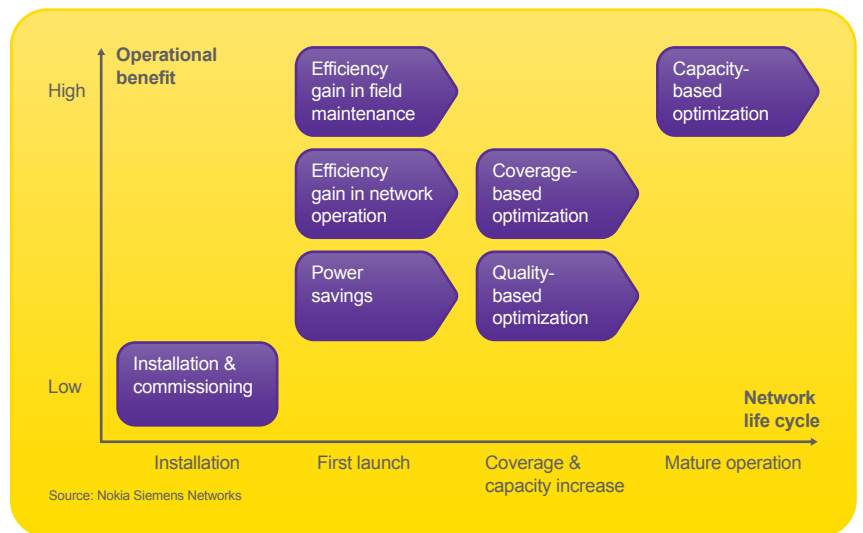 Operational
benefit
High
Efficiency
gain in field
maintenance
Capacity-
based
optimization
Efficiency
gain in network
operation
Coverage-
based
optimization
Power
savings
Quality-
based
optimization
Installation &
commissioning
Low
Network
life cycle
Installation
First launch
Coverage &
capacity increase
Mature operation
Source: Nokia Siemens Networks